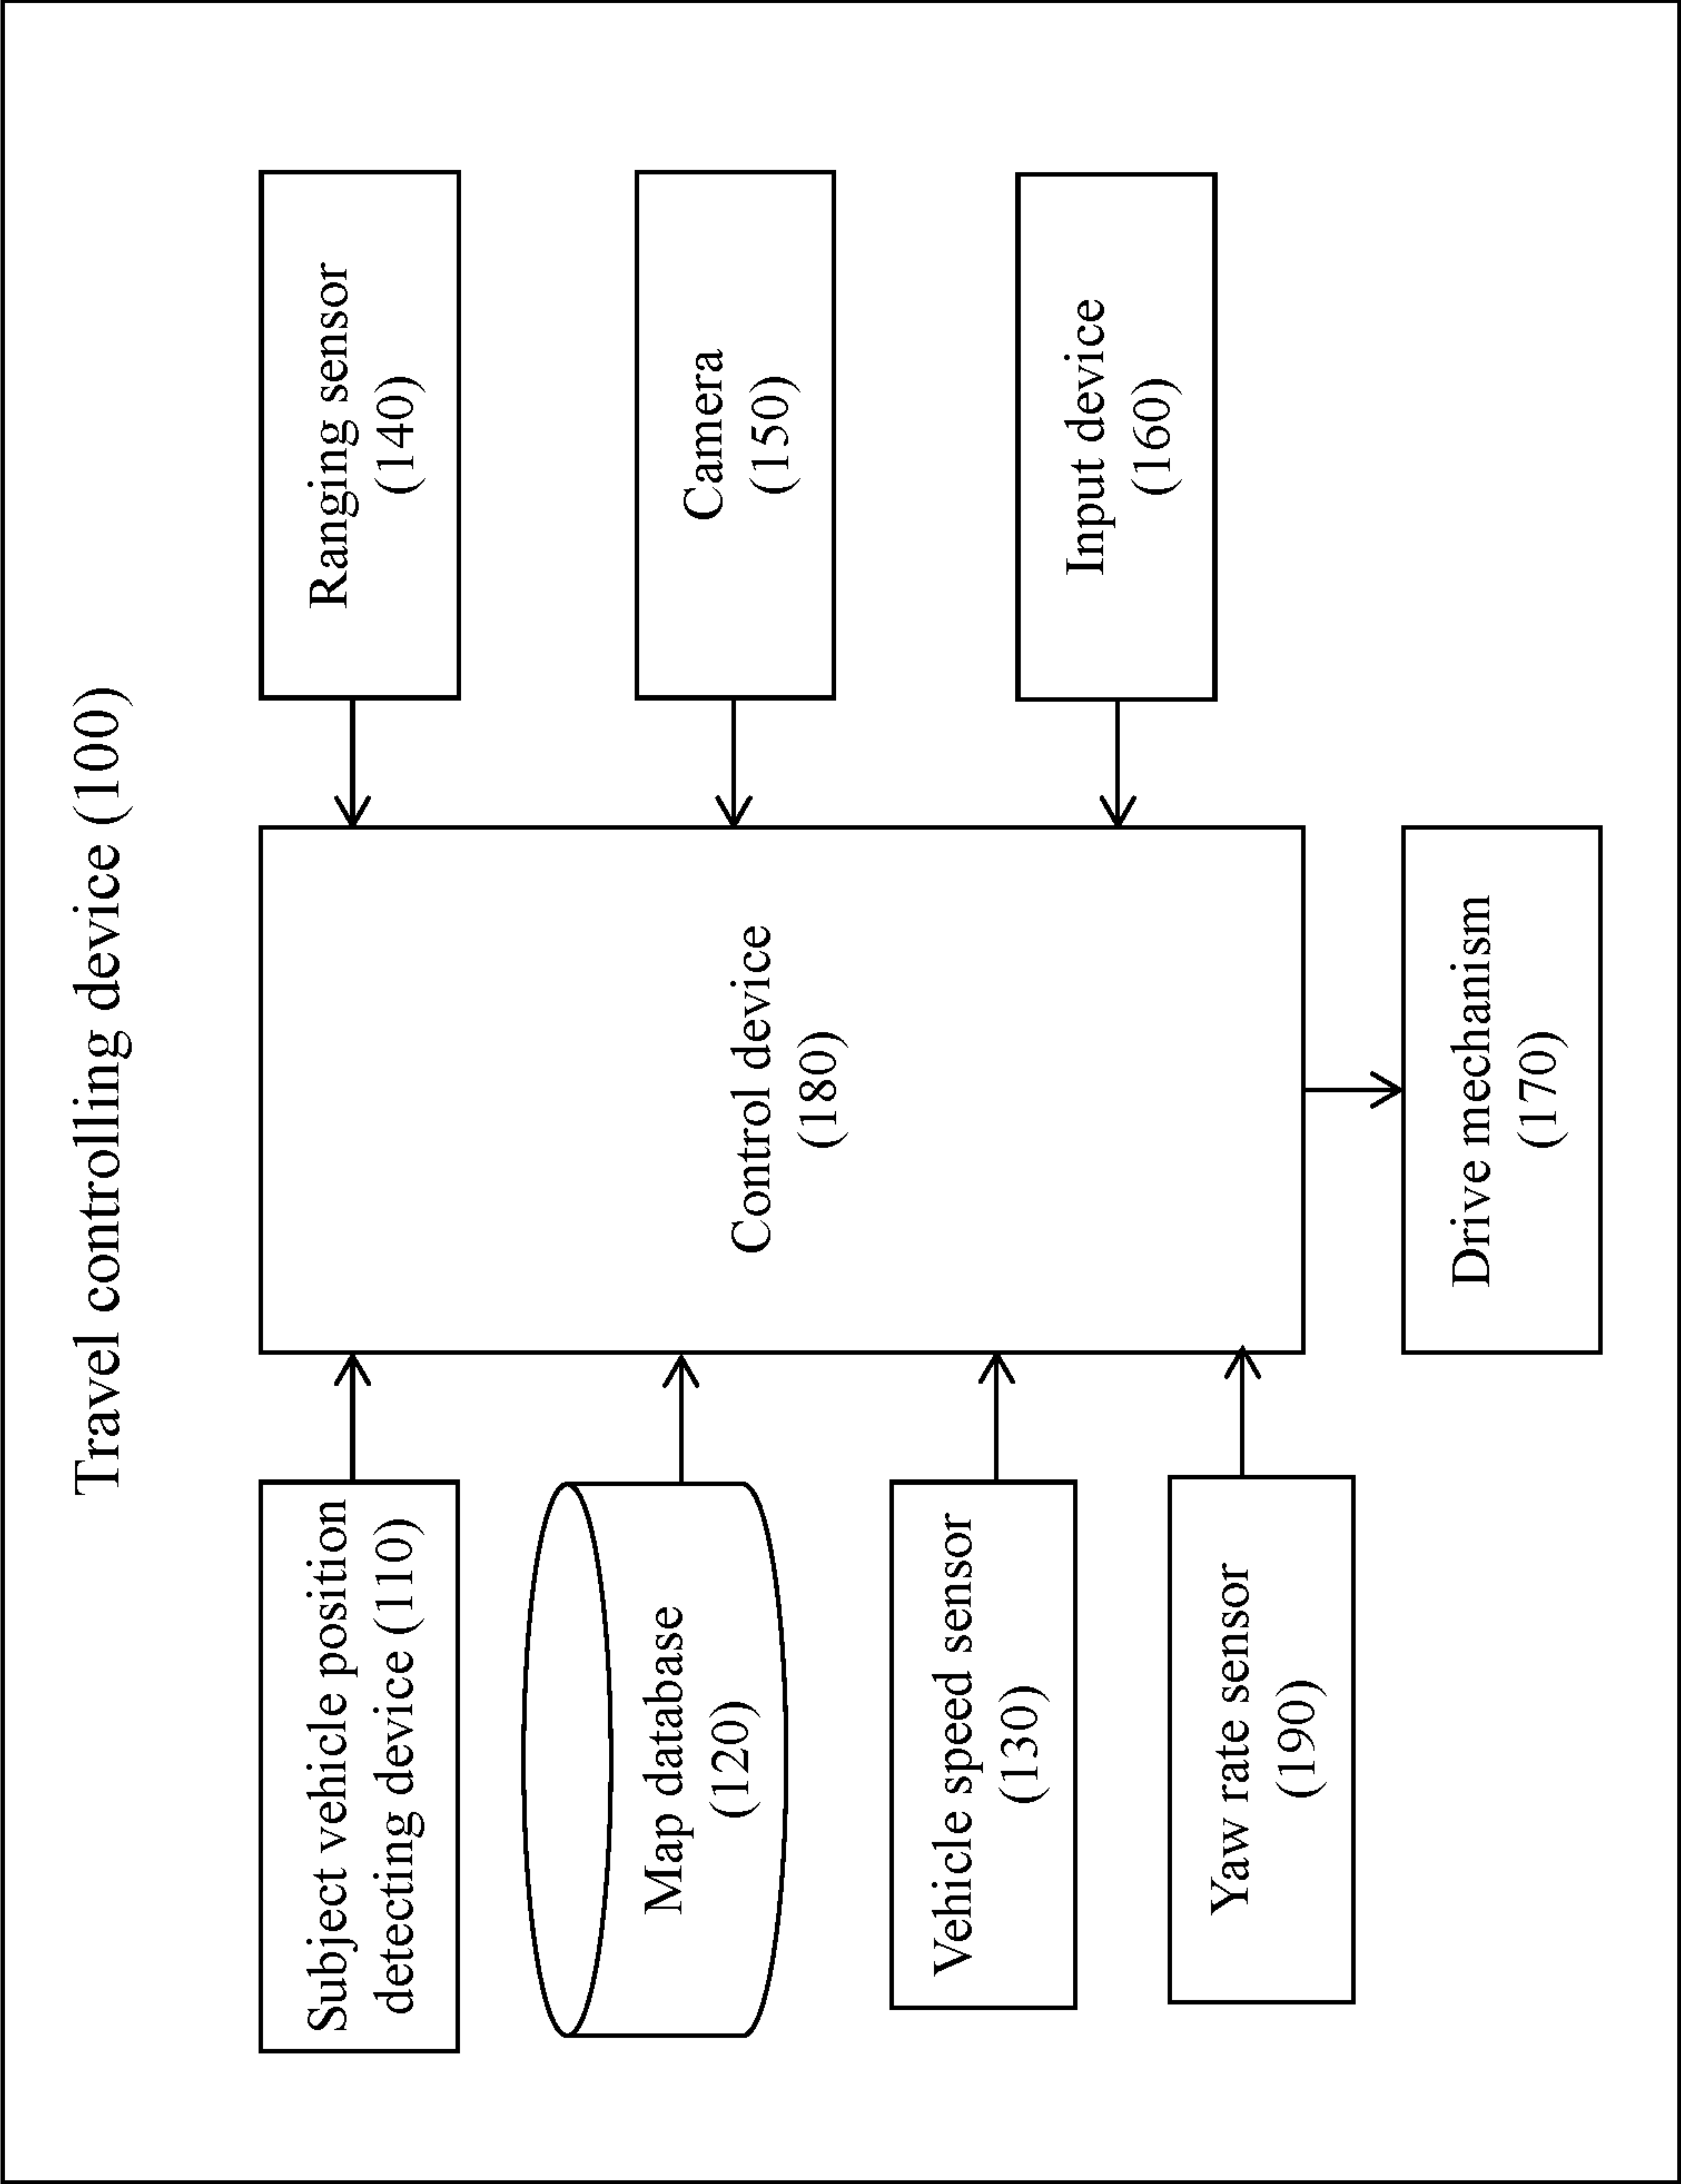 Travel controlling device (100)
Subject vehicle position
detecting device (110)
Map database
(120)
Vehicle speed sensor
(130)
Yaw rate sensor
(190)
Control device
(180)
Drive mechanism
(170)
Ranging sensor
(140)
Camera
(150)
Input device
(160)